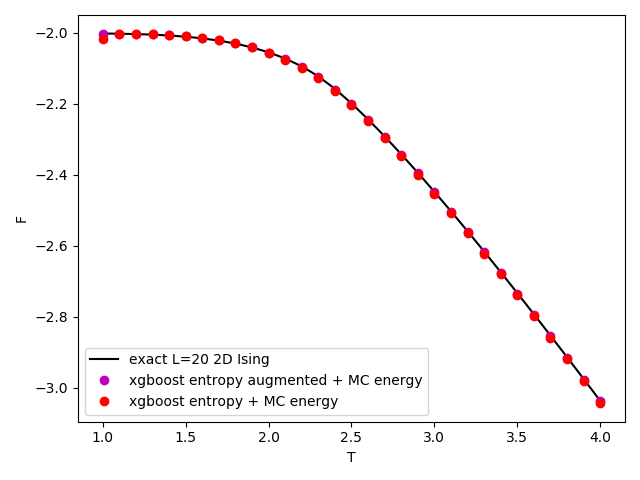 −2.0
−2.2
−2.4
−2.6
−2.8
−3.0
F
exact L=20 2D Ising
xgboost entropy augmented + MC energy
xgboost entropy + MC energy
1.0 1.5 2.0 2.5 3.0 3.5 4.0
T